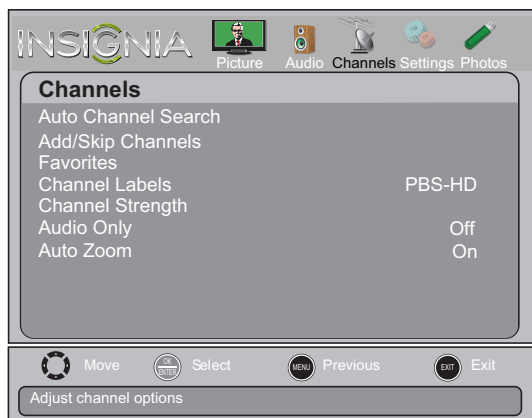 INSIGNIA
Picture Audio Channels Settings Photos
Channels
Auto Channel Search
Add/Skip Channels
Favorites
Channel Labels PBS-HD
Channel Strength
Audio Only Off
Auto Zoom On
Move OK ENTER Select MENU Previous EXIT Exit
Adjust channel options